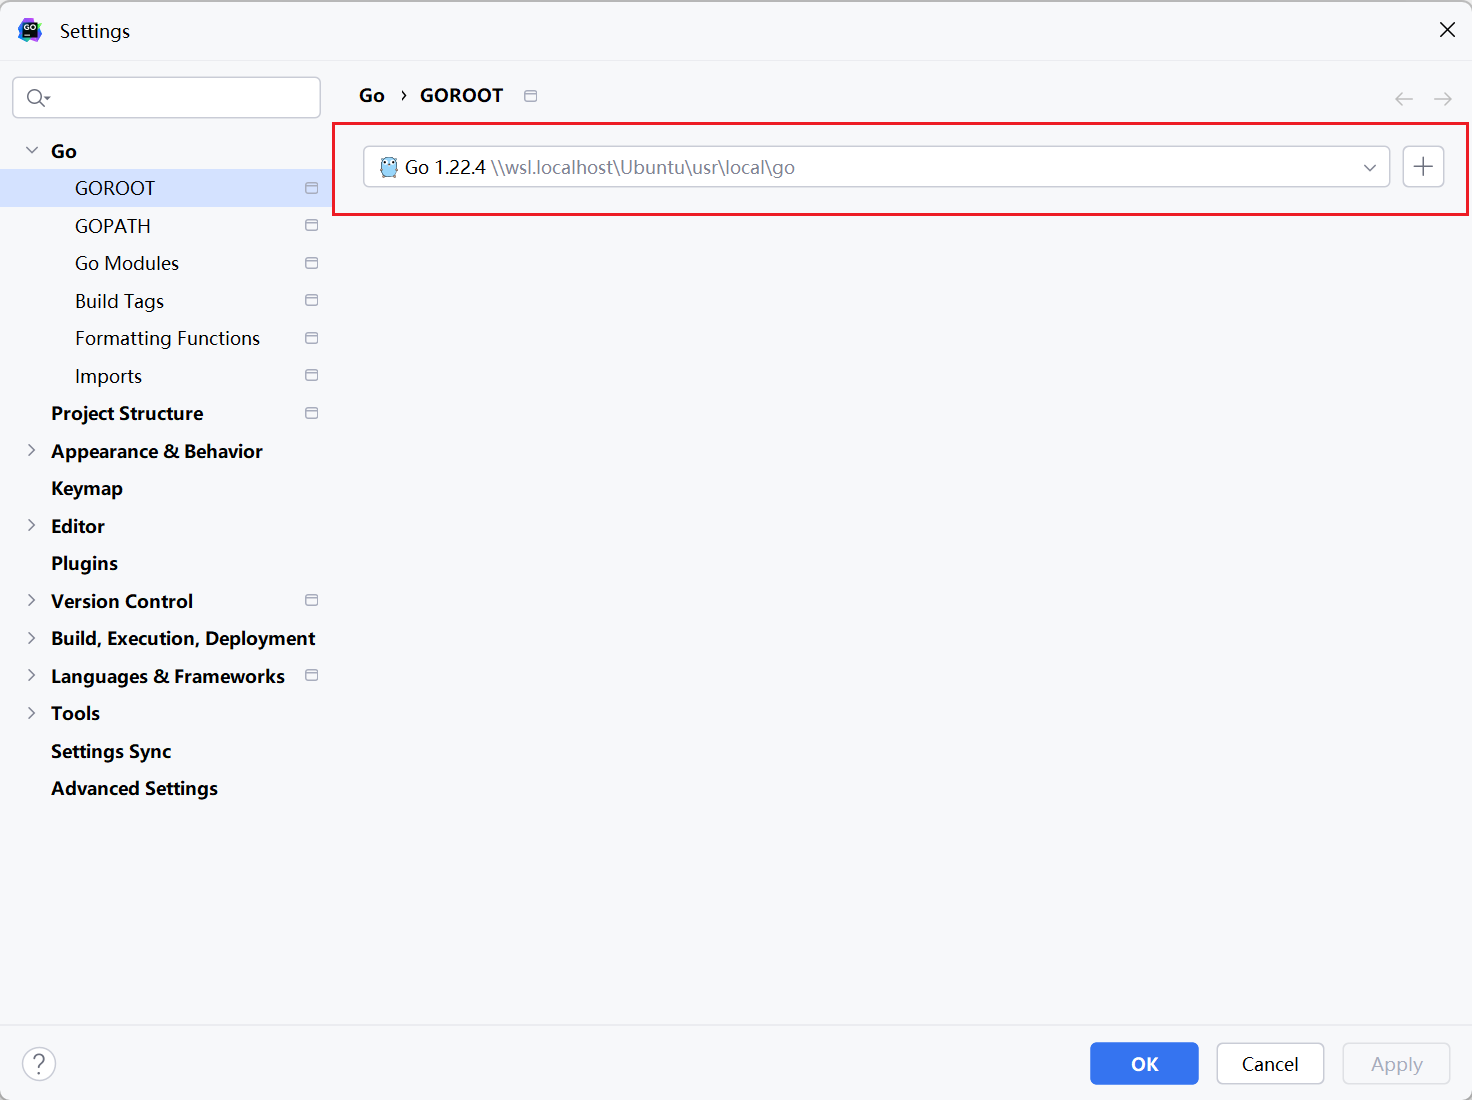 Settings
Go › GOROOT
Go 1.22.4 \\wsl.localhost\Ubuntu\usr\local\go
Go
GOROOT
GOPATH
Go Modules
Build Tags
Formatting Functions
Imports
Project Structure
Appearance & Behavior
Keymap
Editor
Plugins
Version Control
Build, Execution, Deployment
Languages & Frameworks
Tools
Settings Sync
Advanced Settings
?
OK
Cancel
Apply